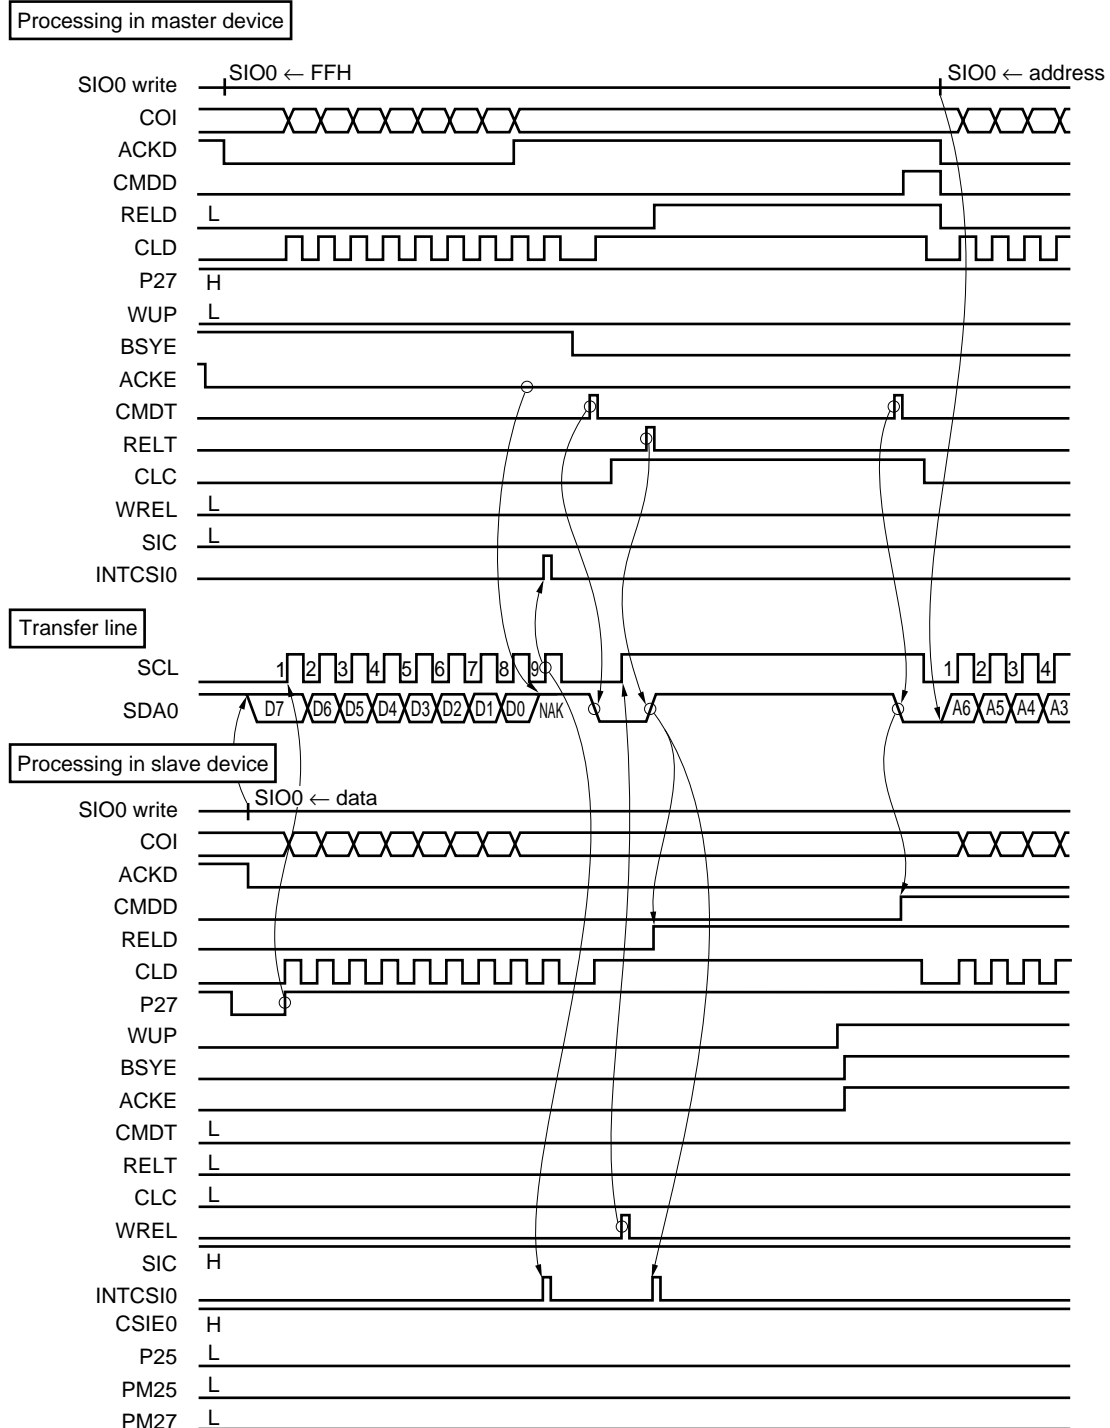 Processing in master device
SIO0 ← FFH
SIO0 ← address
SIO0 write
COI
ACKD
CMDD
RELD L
CLD
P27 H
WUP L
BSYE
ACKE
CMDT
RELT
CLC
WREL L
SIC L
INTCSI0
Transfer line
SCL 1 2 3 4 5 6 7 8 9 1 2 3 4
SDA0 D7 D6 D5 D4 D3 D2 D1 D0 NAK A6 A5 A4 A3
Processing in slave device
SIO0 ← data
SIO0 write
COI
ACKD
CMDD
RELD
CLD
P27
WUP
BSYE
ACKE
CMDT L
RELT L
CLC L
WREL
SIC H
INTCSI0
CSIE0 H
P25 L
PM25 L
PM27 L